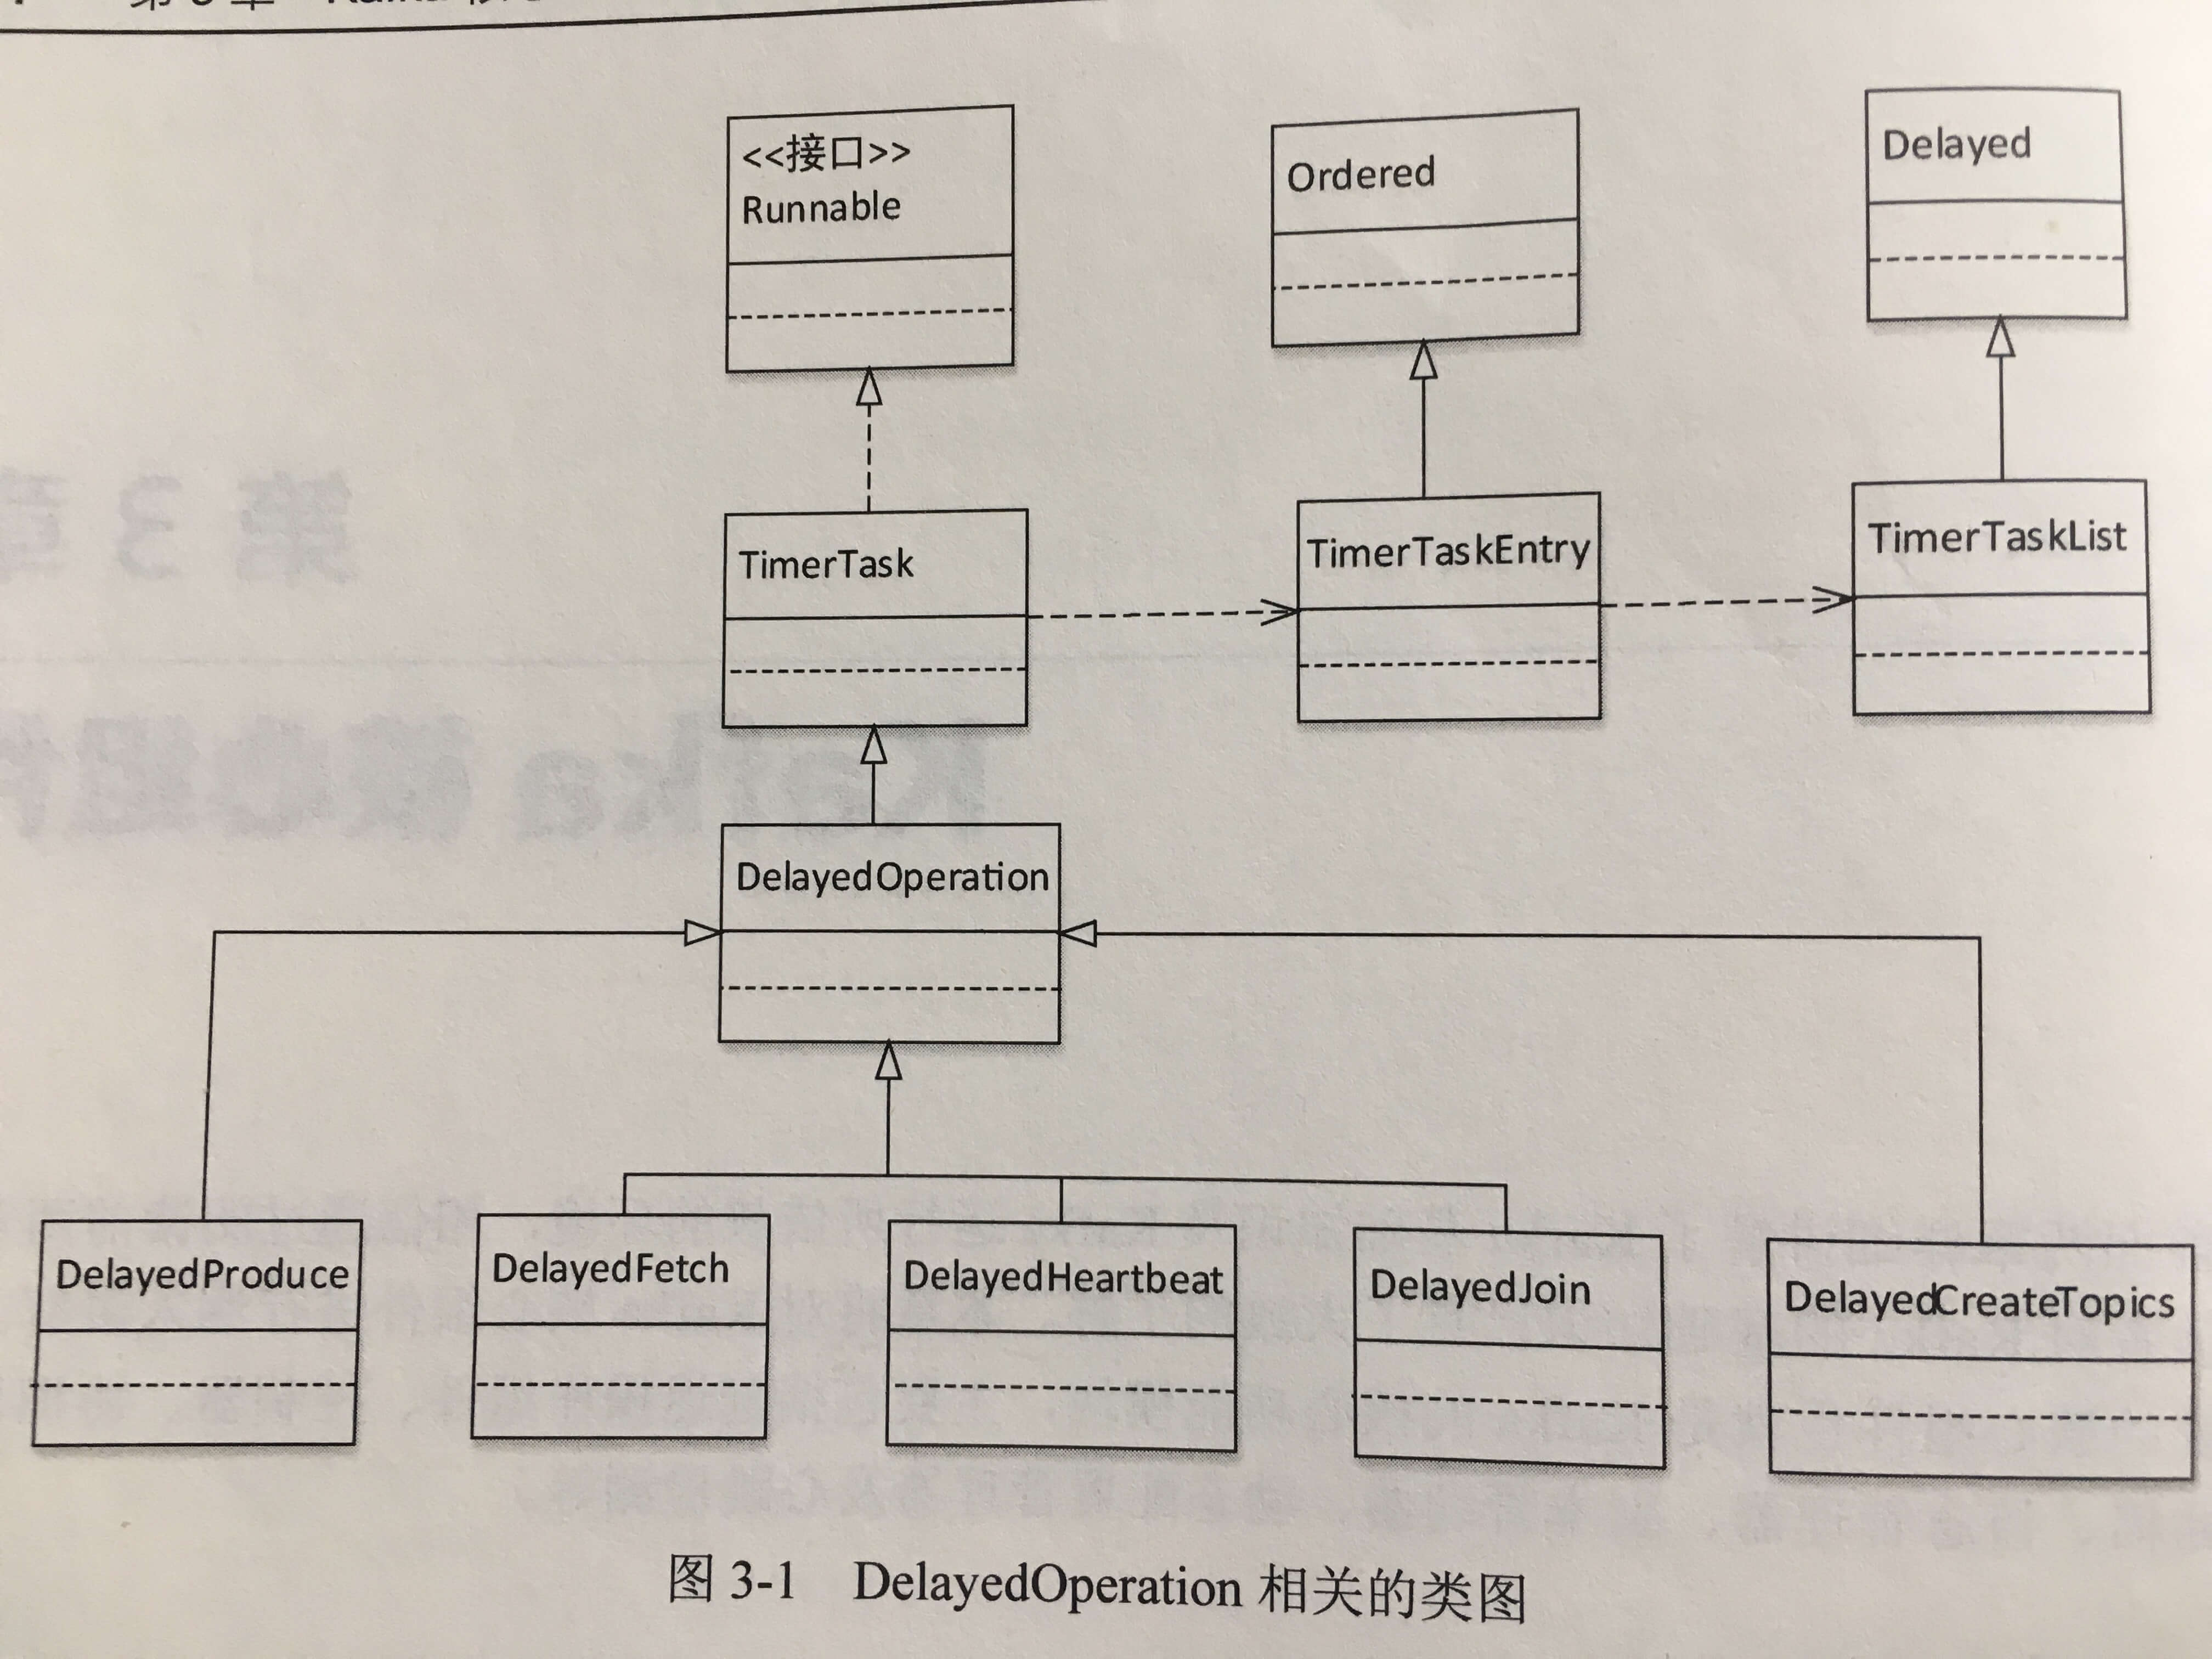 <<接口>>
Runnable
Ordered
Delayed
TimerTask
TimerTaskEntry
TimerTaskList
DelayedOperation
DelayedProduce
DelayedFetch
DelayedHeartbeat
DelayedJoin
DelayedCreateTopics
图 3-1 DelayedOperation 相关的类图